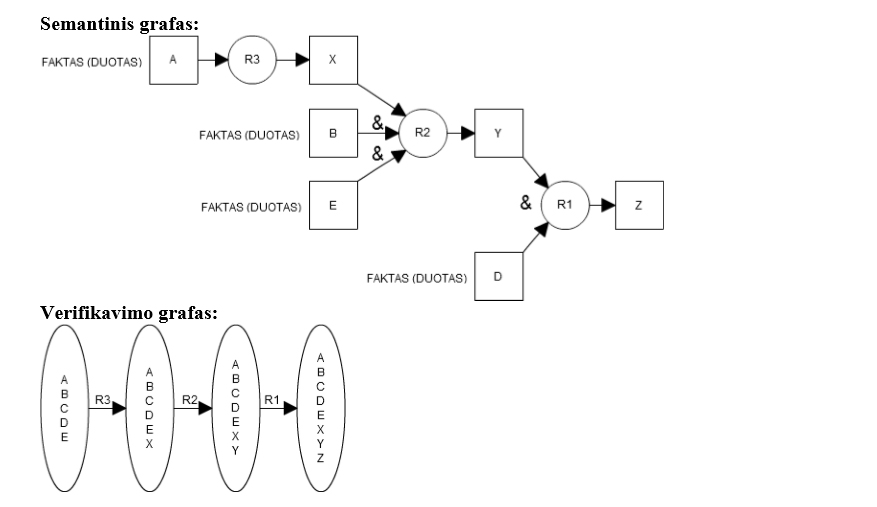 Semantinis grafas:
FAKTAS (DUOTAS) A R3 X
&
FAKTAS (DUOTAS) B R2 Y
&
FAKTAS (DUOTAS) E & R1 Z
FAKTAS (DUOTAS) D
Verifikavimo grafas:
A
B
C
D
E
R3
A
B
C
D
E
X
R2
A
B
C
D
E
X
Y
R1
A
B
C
D
E
X
Y
Z